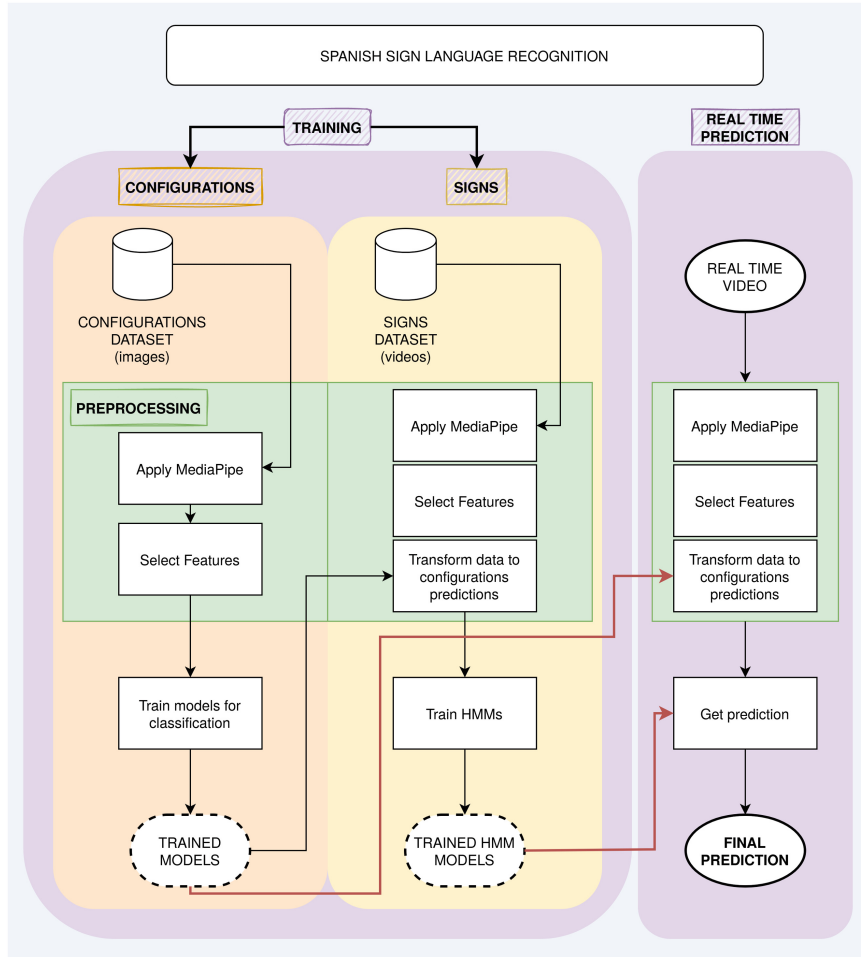 SPANISH SIGN LANGUAGE RECOGNITION
TRAINING
REAL TIME
PREDICTION
CONFIGURATIONS
SIGNS
CONFIGURATIONS
DATASET
(images)
SIGNS
DATASET
(videos)
REAL TIME
VIDEO
PREPROCESSING
Apply MediaPipe
Select Features
Apply MediaPipe
Select Features
Transform data to
configurations
predictions
Apply MediaPipe
Select Features
Transform data to
configurations
predictions
Train models for
classification
Train HMMs
Get prediction
TRAINED
MODELS
TRAINED HMM
MODELS
FINAL
PREDICTION